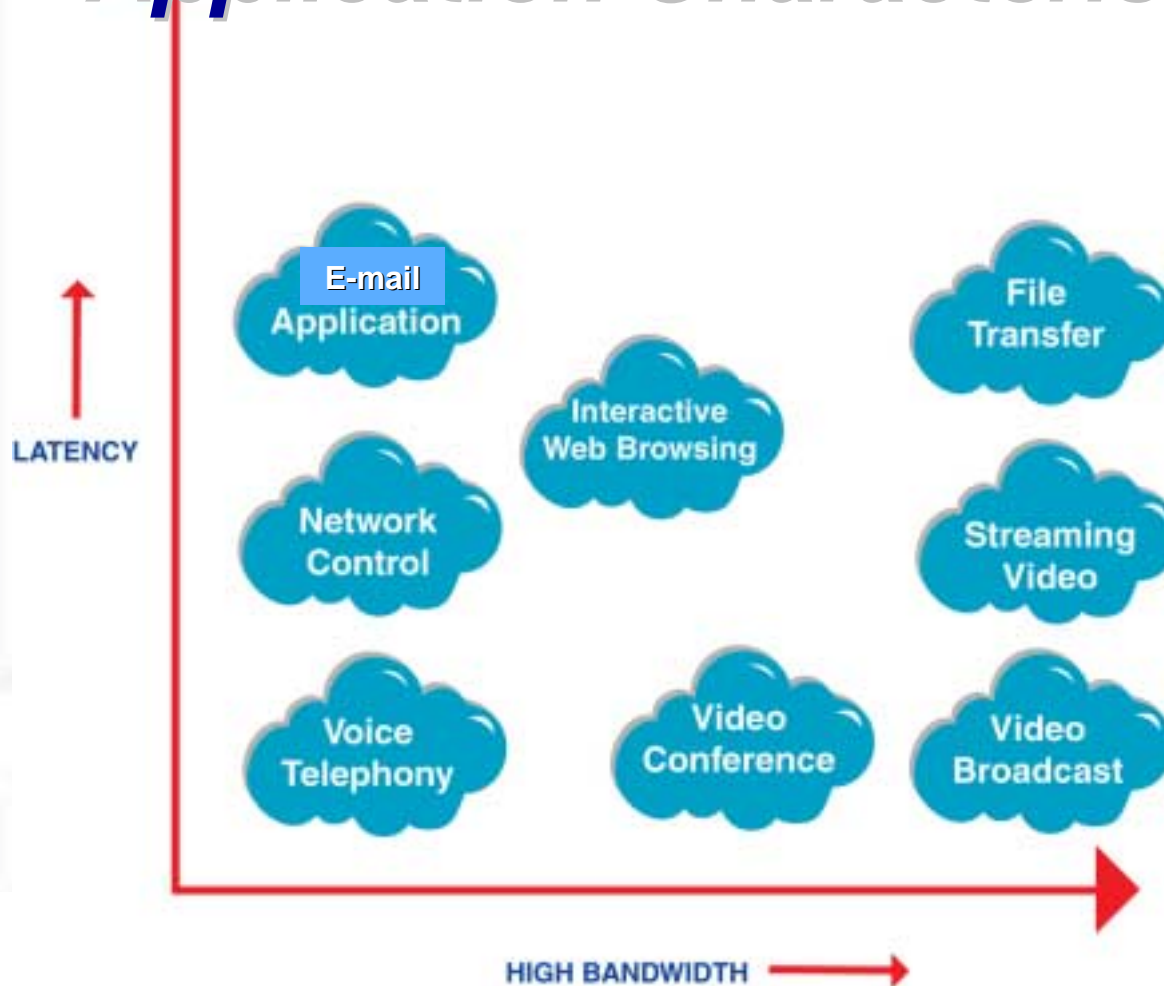 E-mail
Application
File
Transfer
Interactive
Web Browsing
LATENCY
Network
Control
Streaming
Video
Voice
Telephony
Video
Conference
Video
Broadcast
HIGH BANDWIDTH